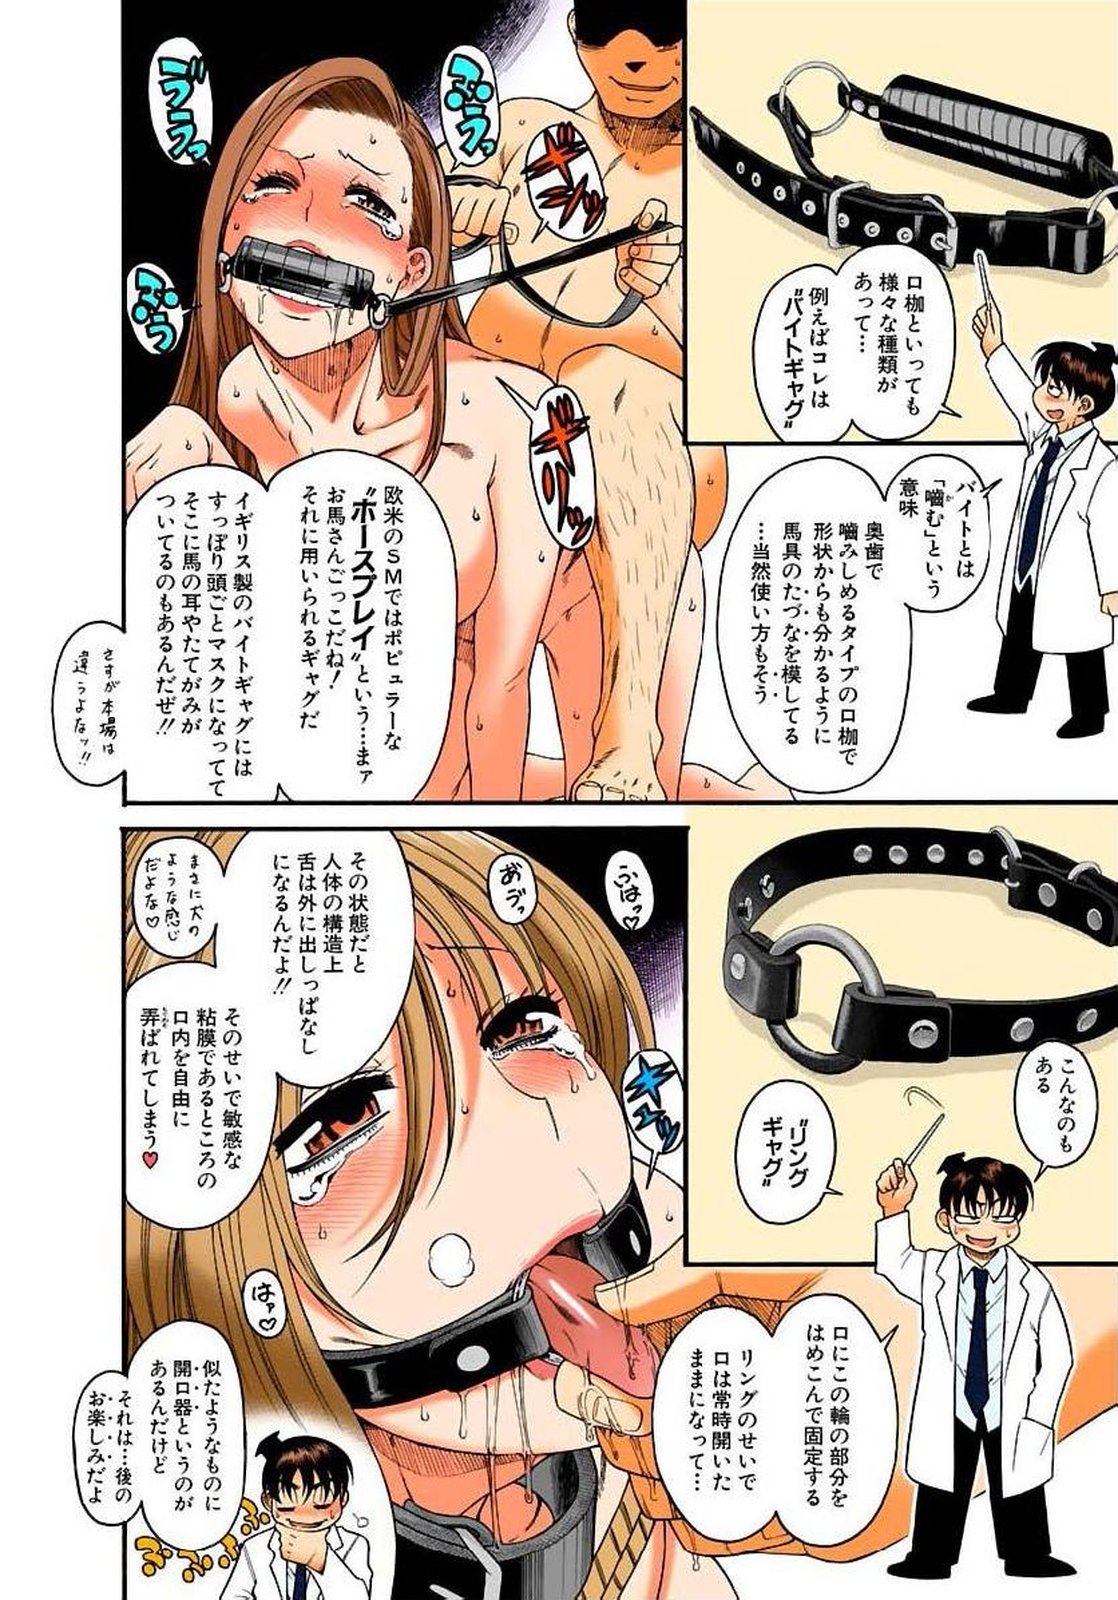 口枷といっても
様々な種類が
あって…
例えばコレは
"バイトギャグ"
バイトとは
「嚙む」という
意味
奥歯で
嚙みしめるタイプの口枷で
形状からも分かるように
馬具のたづなを模してる
…当然使い方もそう
ギ
ッ
ギ
リッ
ぶうっ
ブうっ
ぶう
欧米のＳＭではポピュラーな
"ホースプレイ"という…まァ
お馬さんごっこだね!
それに用いられるギャグだ
イギリス製のバイトギャグには
すっぽり頭ごとマスクになってて
そこに馬の耳やたてがみが
ついてるのもあるんだぜ!!
さすが本場は
違うよなッ!!
こんなのも
ある
"リング
ギャグ"
口にこの輪の部分を
はめこんで固定する
リングのせいで
口は常時開いた
ままになって…
ふはっ♡
あっ
ギュッ
その状態だと
人体の構造上
舌は外に出しっぱなし
になるんだよ!!
まさに犬の
ような感じ
だよな♡
そのせいで敏感な
粘膜であるところの
口内を自由に
弄ばれてしまう♥
はァ♡
似たようなものに
開口器というのが
あるんだけど
それは…後の
お楽しみだよ
ふふふふ